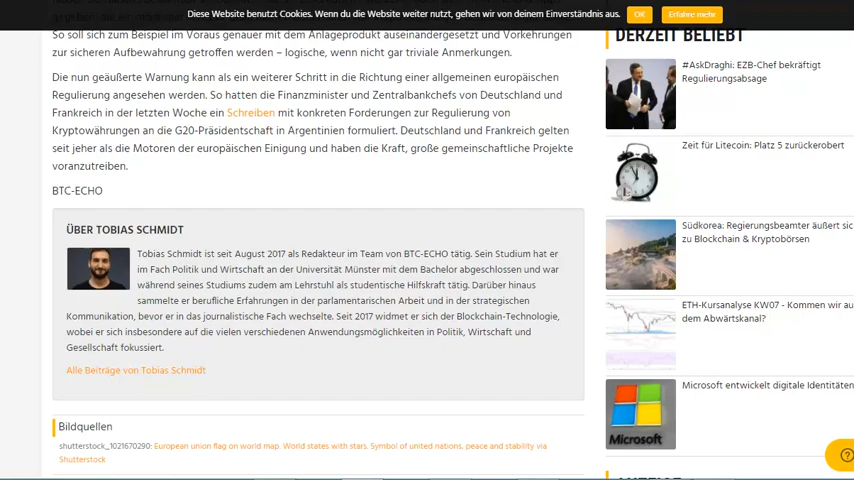 Diese Website benutzt Cookies. Wenn du die Website weiter nutzt, gehen wir von deinem Einverständnis aus.
OK
Erfahre mehr
So soll sich zum Beispiel im Voraus genauer mit dem Anlageprodukt auseinandergesetzt und Vorkehrungen
zur sicheren Aufbewahrung getroffen werden – logische, wenn nicht gar triviale Anmerkungen.
Die nun geäußerte Warnung kann als ein weiterer Schritt in die Richtung einer allgemeinen europäischen
Regulierung angesehen werden. So hatten die Finanzminister und Zentralbankchefs von Deutschland und
Frankreich in der letzten Woche ein Schreiben mit konkreten Forderungen zur Regulierung von
Kryptowährungen an die G20-Präsidentschaft in Argentinien formuliert. Deutschland und Frankreich gelten
seit jeher als die Motoren der europäischen Einigung und haben die Kraft, große gemeinschaftliche Projekte
voranzutreiben.
BTC-ECHO
ÜBER TOBIAS SCHMIDT
Tobias Schmidt ist seit August 2017 als Redakteur im Team von BTC-ECHO tätig. Sein Studium hat er
im Fach Politik und Wirtschaft an der Universität Münster mit dem Bachelor abgeschlossen und war
während seines Studiums zudem am Lehrstuhl als studentische Hilfskraft tätig. Darüber hinaus
sammelte er berufliche Erfahrungen in der parlamentarischen Arbeit und in der strategischen
Kommunikation, bevor er in das journalistische Fach wechselte. Seit 2017 widmet er sich der Blockchain-Technologie,
wobei er sich insbesondere auf die vielen verschiedenen Anwendungsmöglichkeiten in Politik, Wirtschaft und
Gesellschaft fokussiert.
Alle Beiträge von Tobias Schmidt
Bildquellen
shutterstock_1021670290: European union flag on world map. World states with stars. Symbol of united nations, peace and stability via
Shutterstock
DERZEIT BELIEBT
#AskDraghi: EZB-Chef bekräftigt
Regulierungsabsage
Zeit für Litecoin: Platz 5 zurückerobert
Südkorea: Regierungsbeamter äußert sic
zu Blockchain & Kryptobörsen
ETH-Kursanalyse KW07 - Kommen wir au
dem Abwärtskanal?
Microsoft entwickelt digitale Identitäten
Microsoft